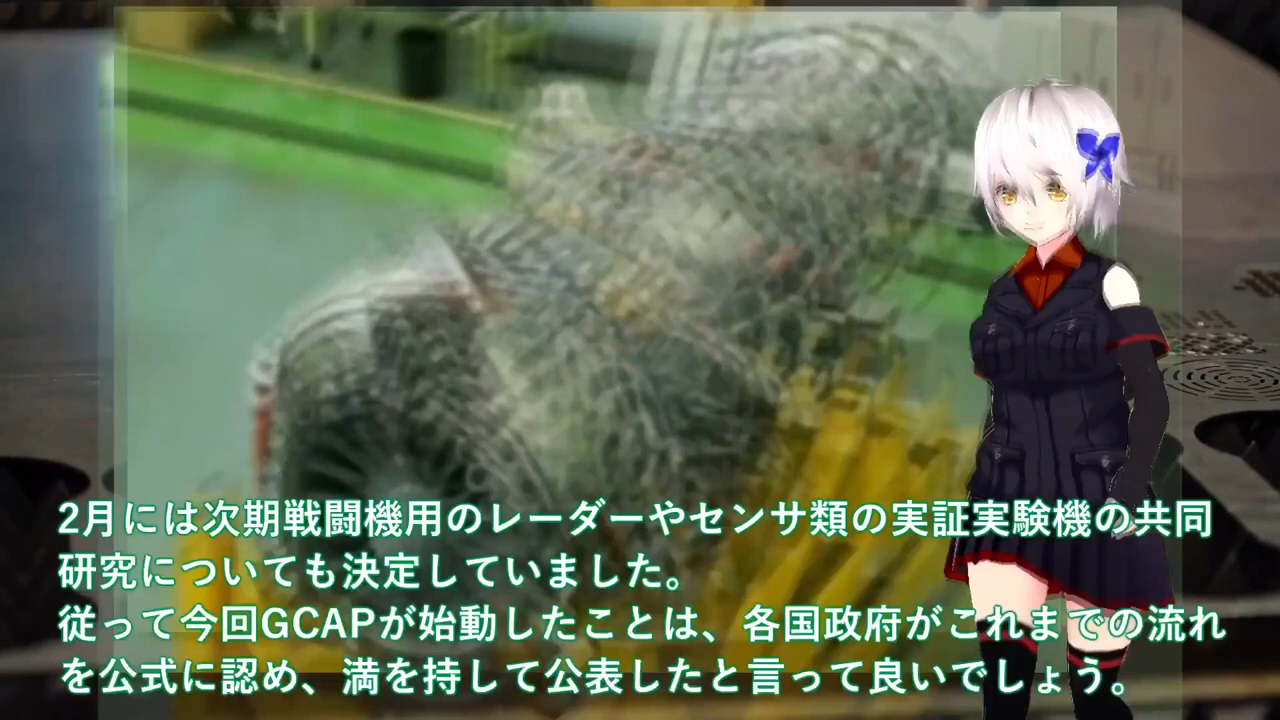 2月には次期戦闘機用のレーダーやセンサ類の実証実験機の共同
研究についても決定していました。
従って今回GCAPが始動したことは、各国政府がこれまでの流れ
を公式に認め、満を持して公表したと言って良いでしょう。